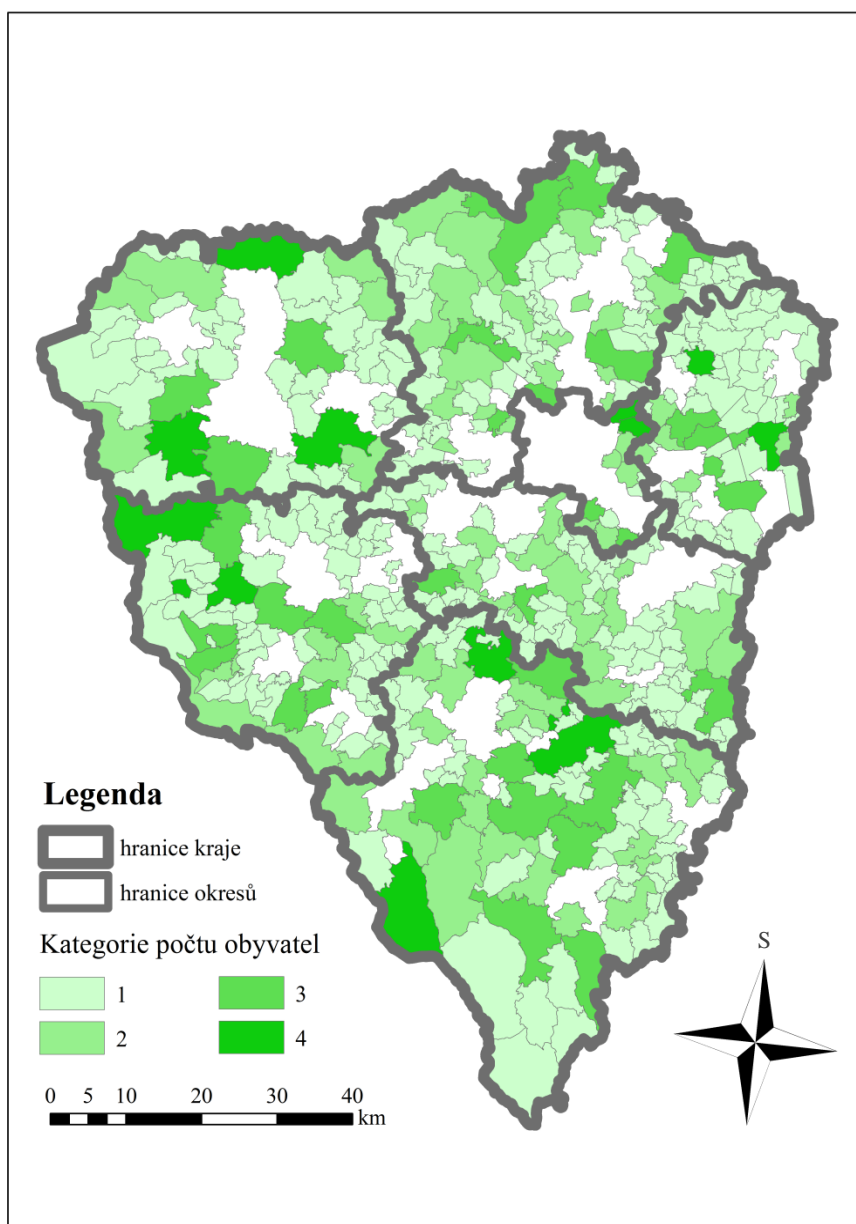 Legenda
hranice kraje
hranice okresů
Kategorie počtu obyvatel
1 3
2 4
0 5 10 20 30 40
km
S